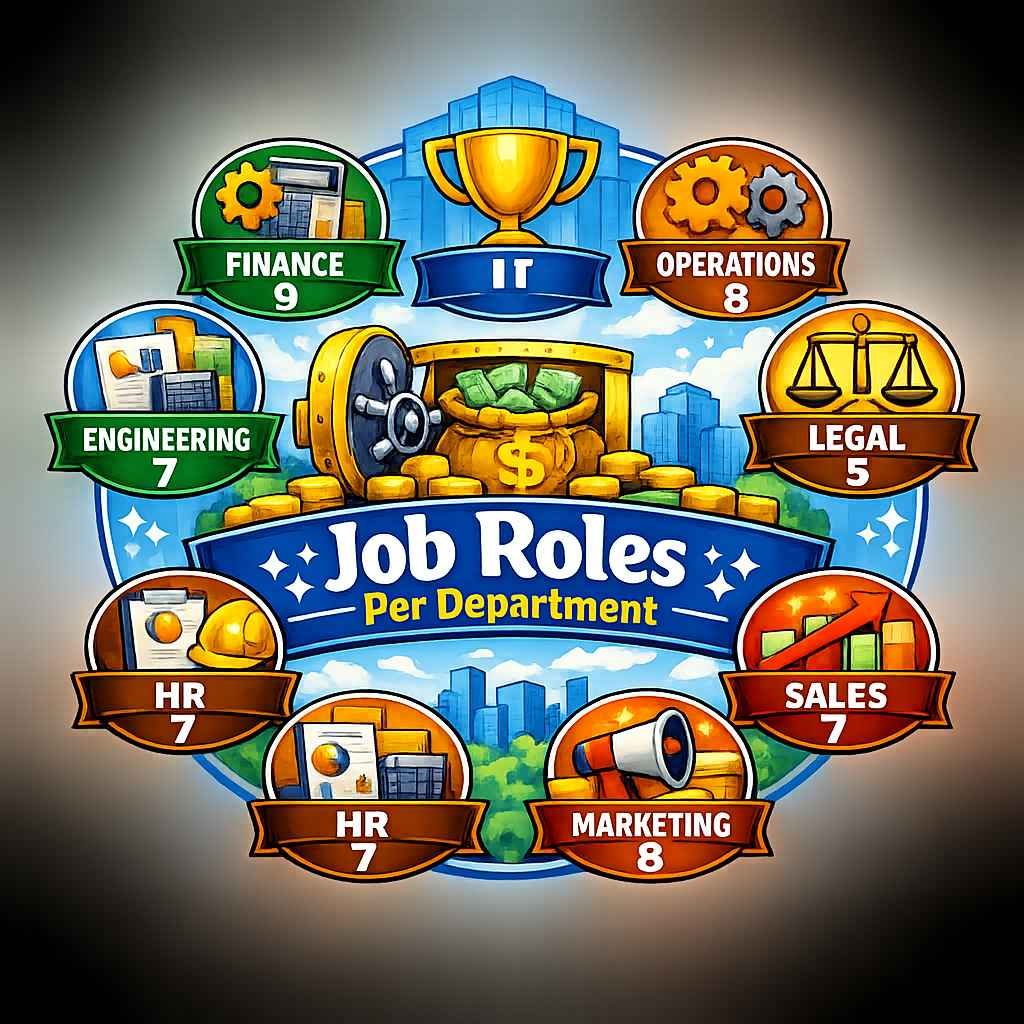 FINANCE
9
IT
OPERATIONS
8
ENGINEERING
7
$
LEGAL
5
Job Roles
Per Department
HR
7
SALES
7
HR
7
MARKETING
8